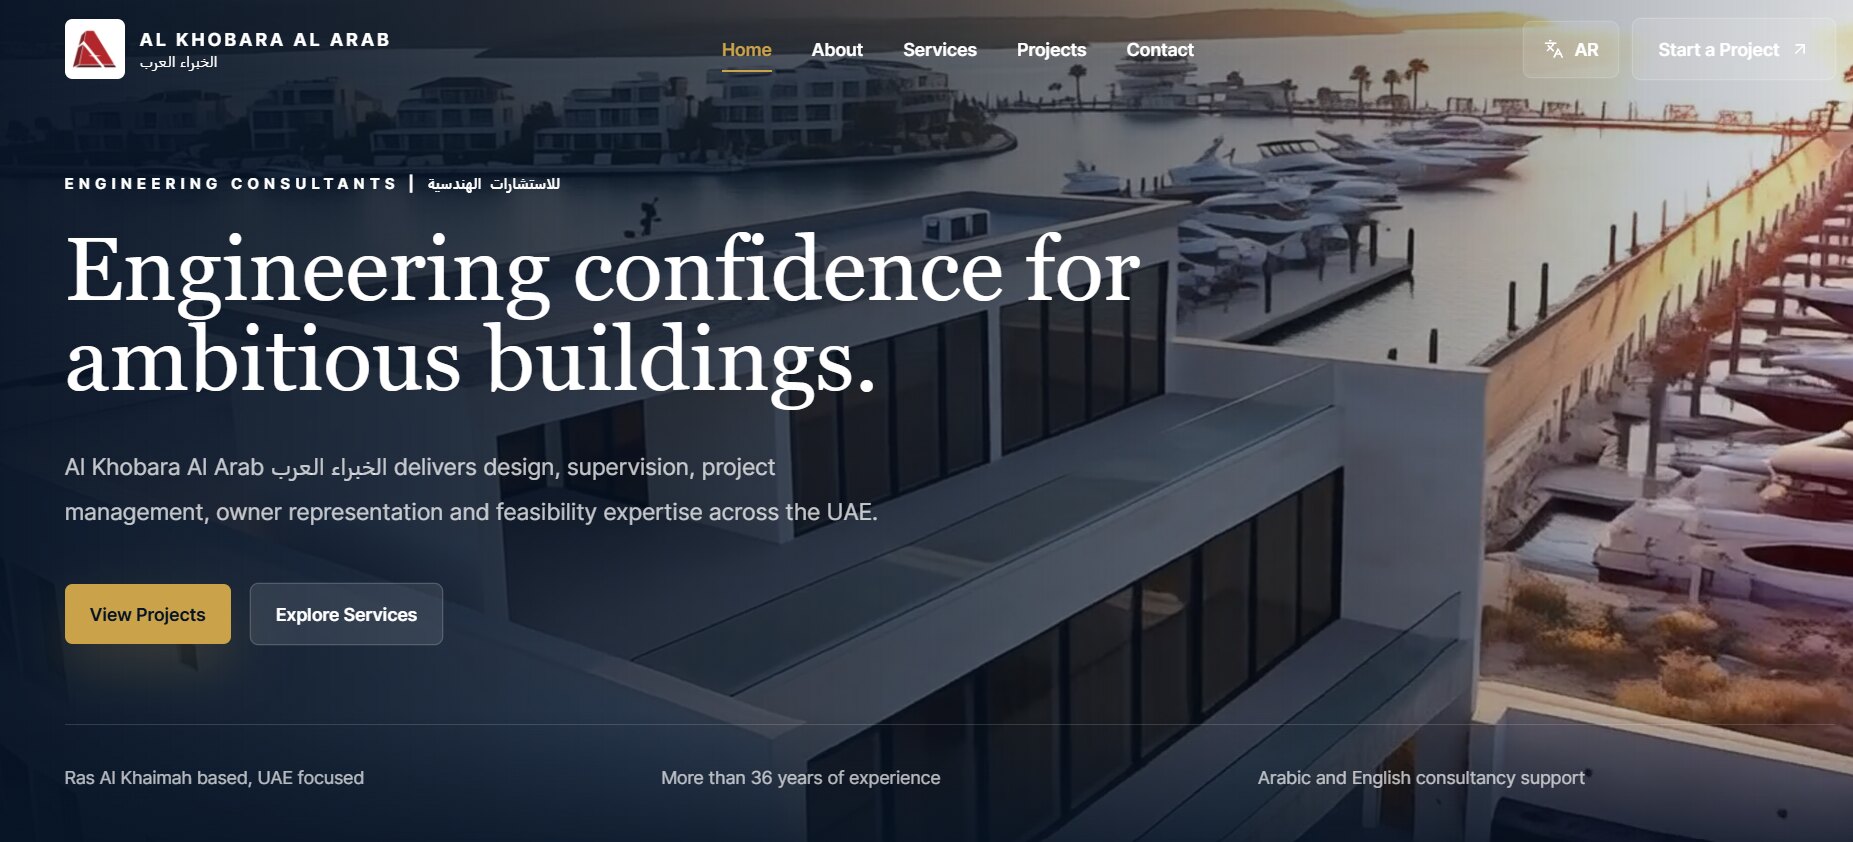 AL KHOBARA AL ARAB
الخبراء العرب
Home About Services Projects Contact
AR
Start a Project
ENGINEERING CONSULTANTS | للاستشارات الهندسية
Engineering confidence for
ambitious buildings.
Al Khobara Al Arab الخبراء العرب delivers design, supervision, project
management, owner representation and feasibility expertise across the UAE.
View Projects Explore Services
Ras Al Khaimah based, UAE focused
More than 36 years of experience
Arabic and English consultancy support